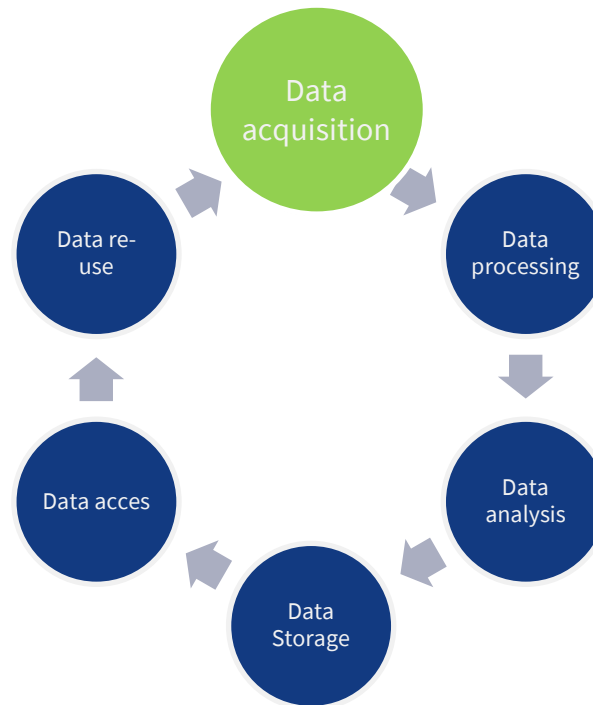 Data
acquisition
Data
processing
Data
analysis
Data
Storage
Data acces
Data re-
use